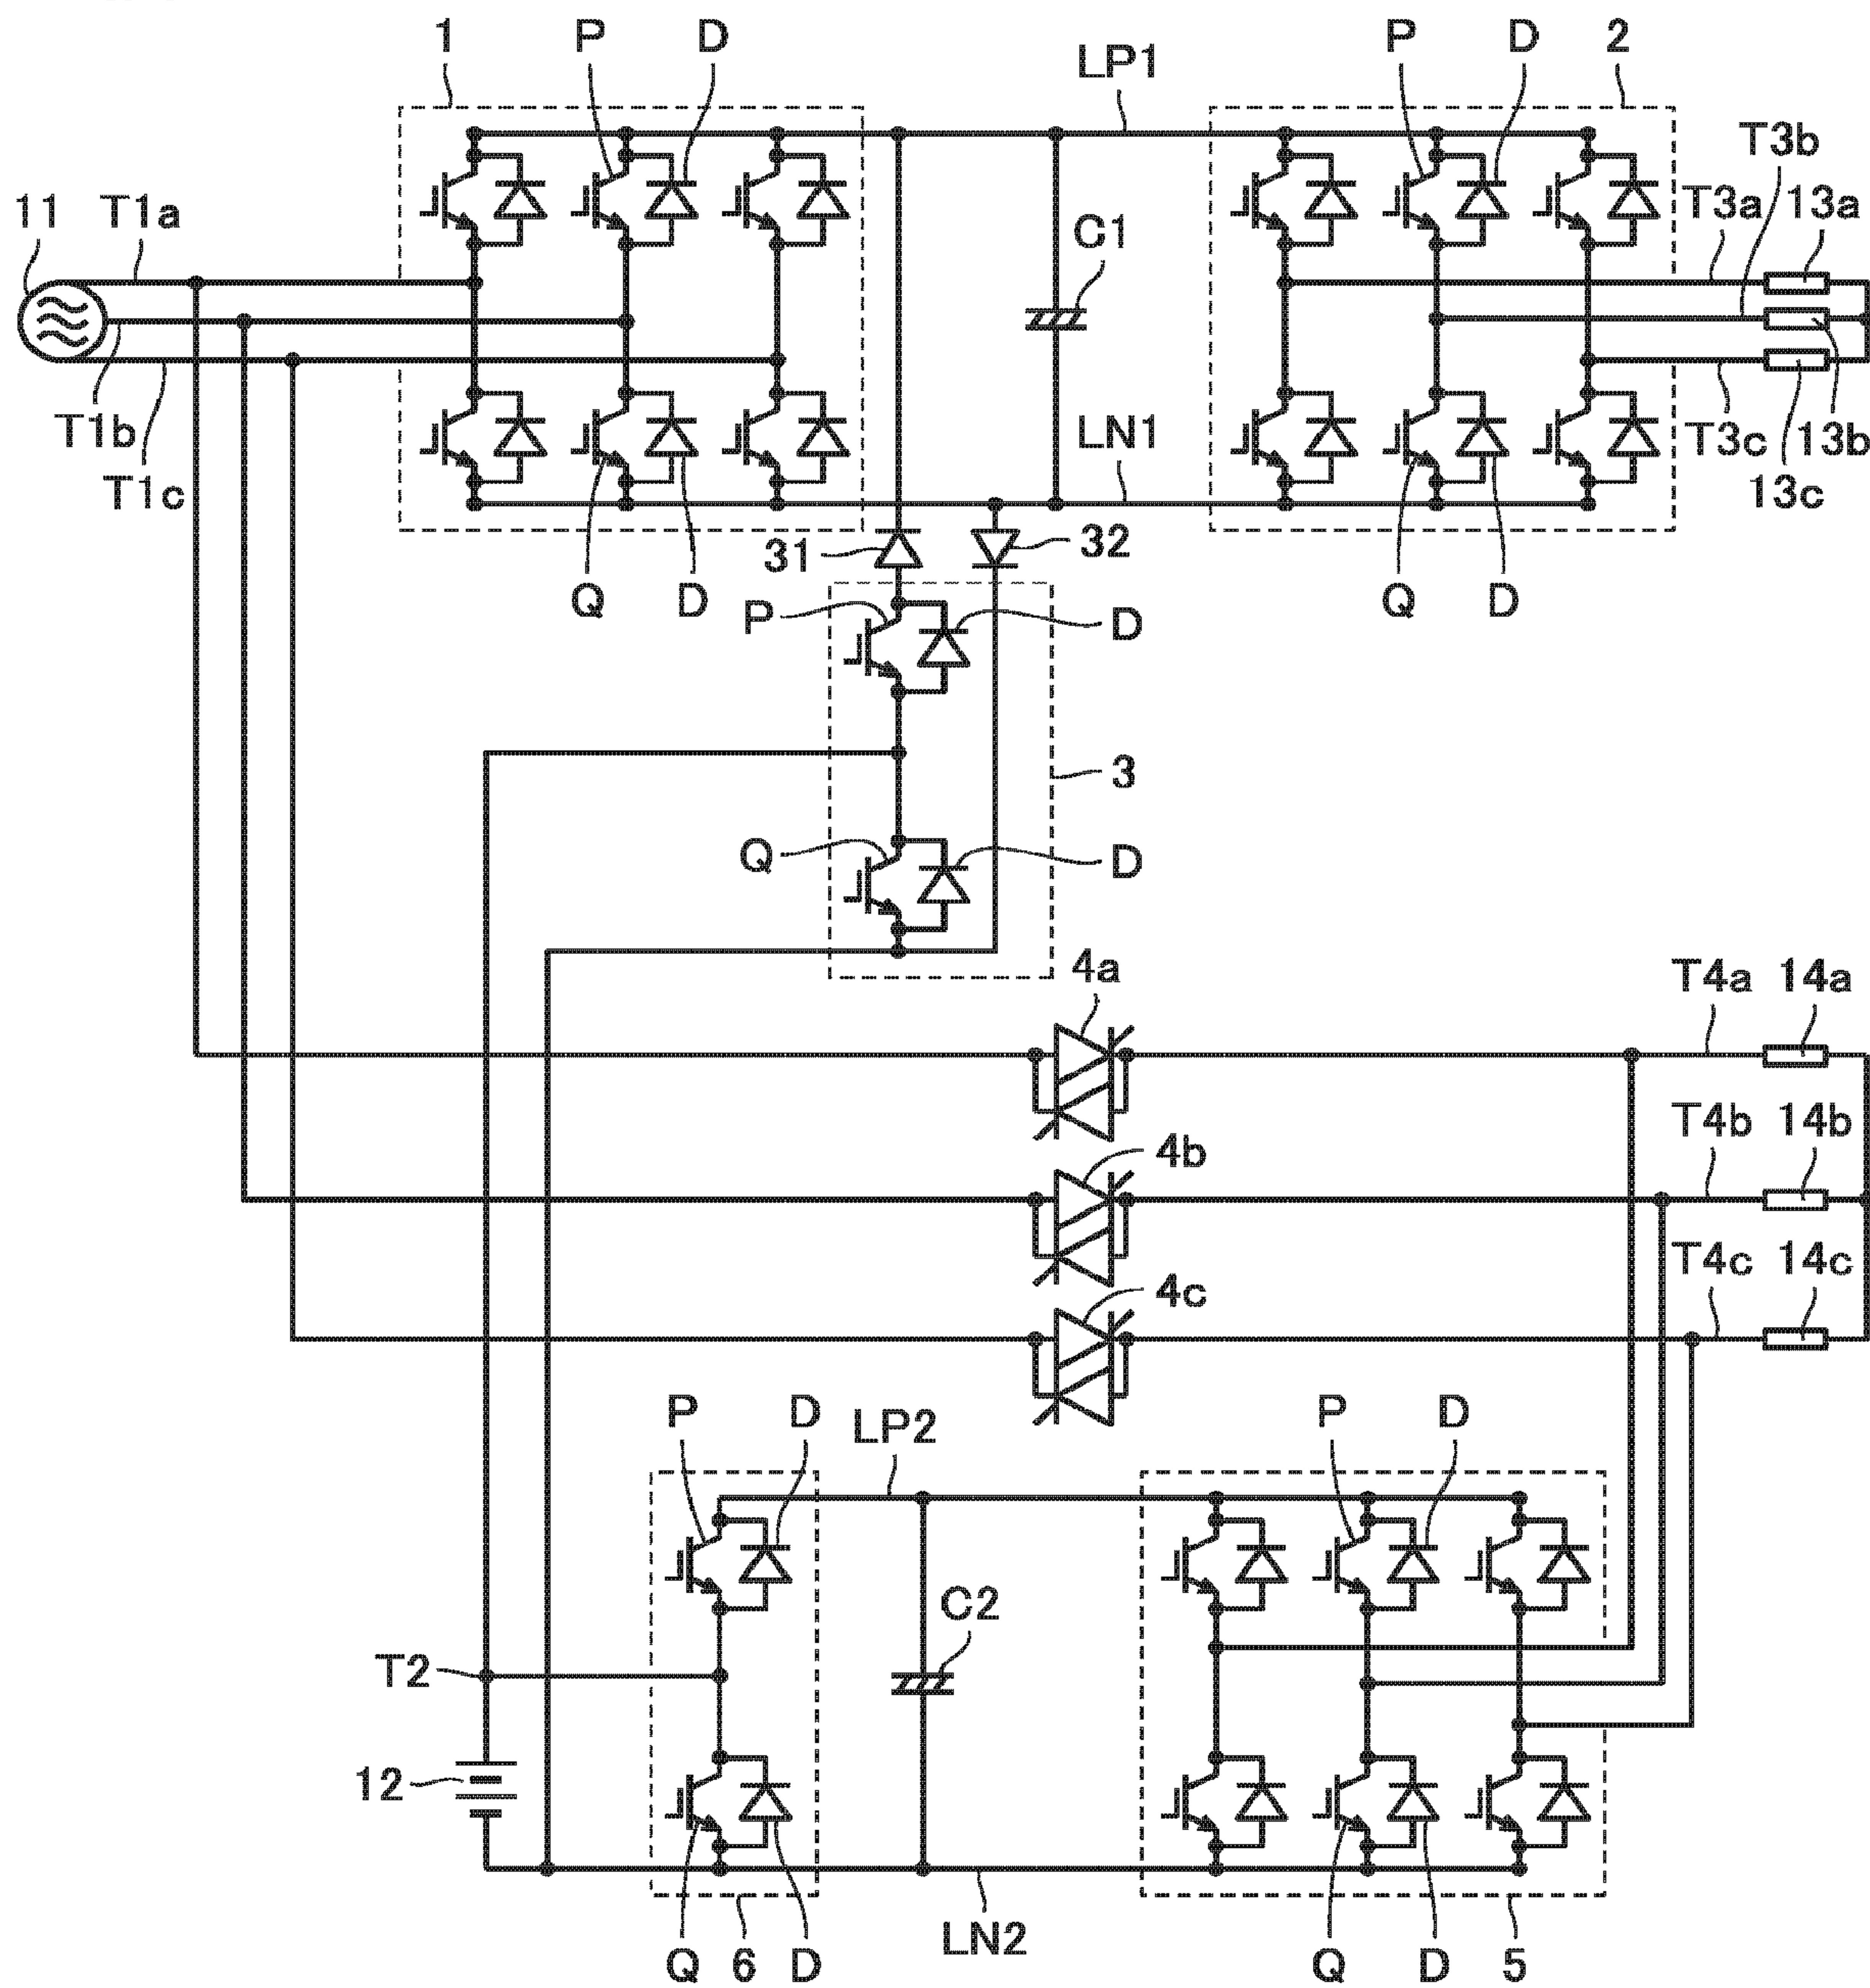 1 P D LP1 P D 2
T3b
11 T1a T3a 13a
C1
T1b LN1 T3c 13b
T1c 13c
31 32
Q D Q D
P D
3
Q D
4a T4a 14a
4b T4b 14b
4c T4c 14c
P D LP2 P D
C2
T2
12
LN2
Q 6 D Q D 5